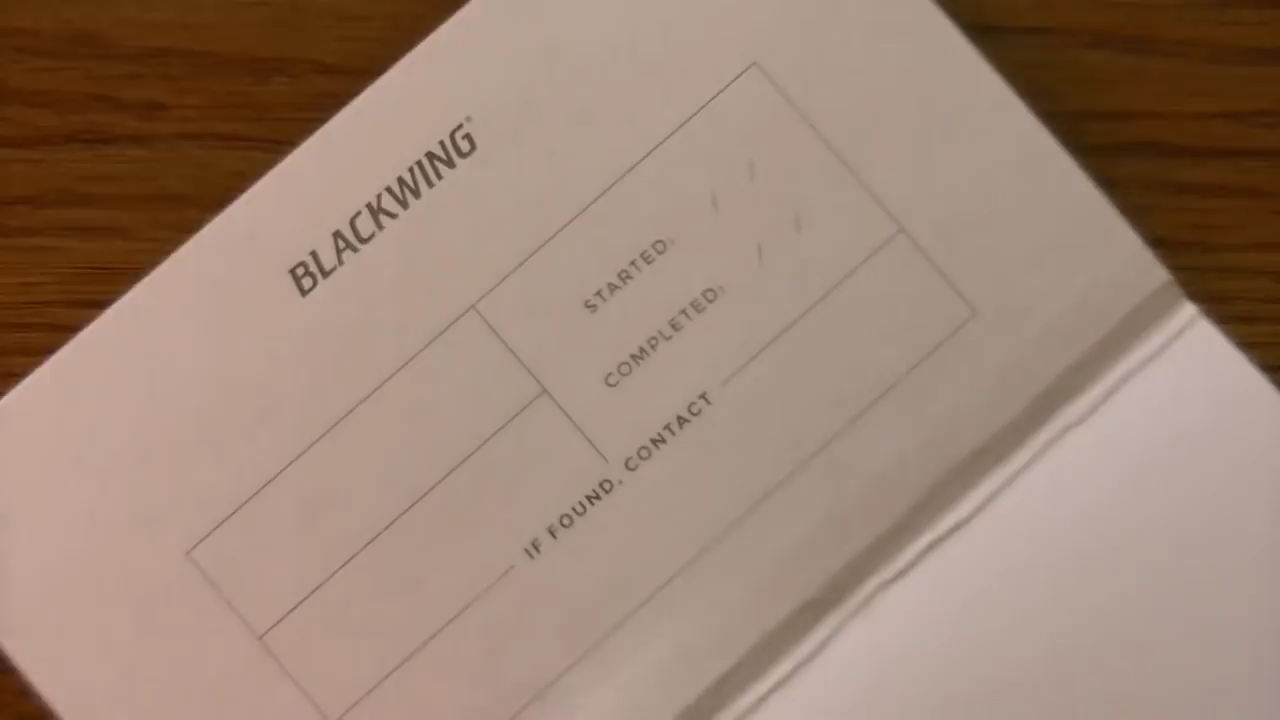 BLACKWING®
STARTED: / /
COMPLETED: / /
IF FOUND, CONTACT